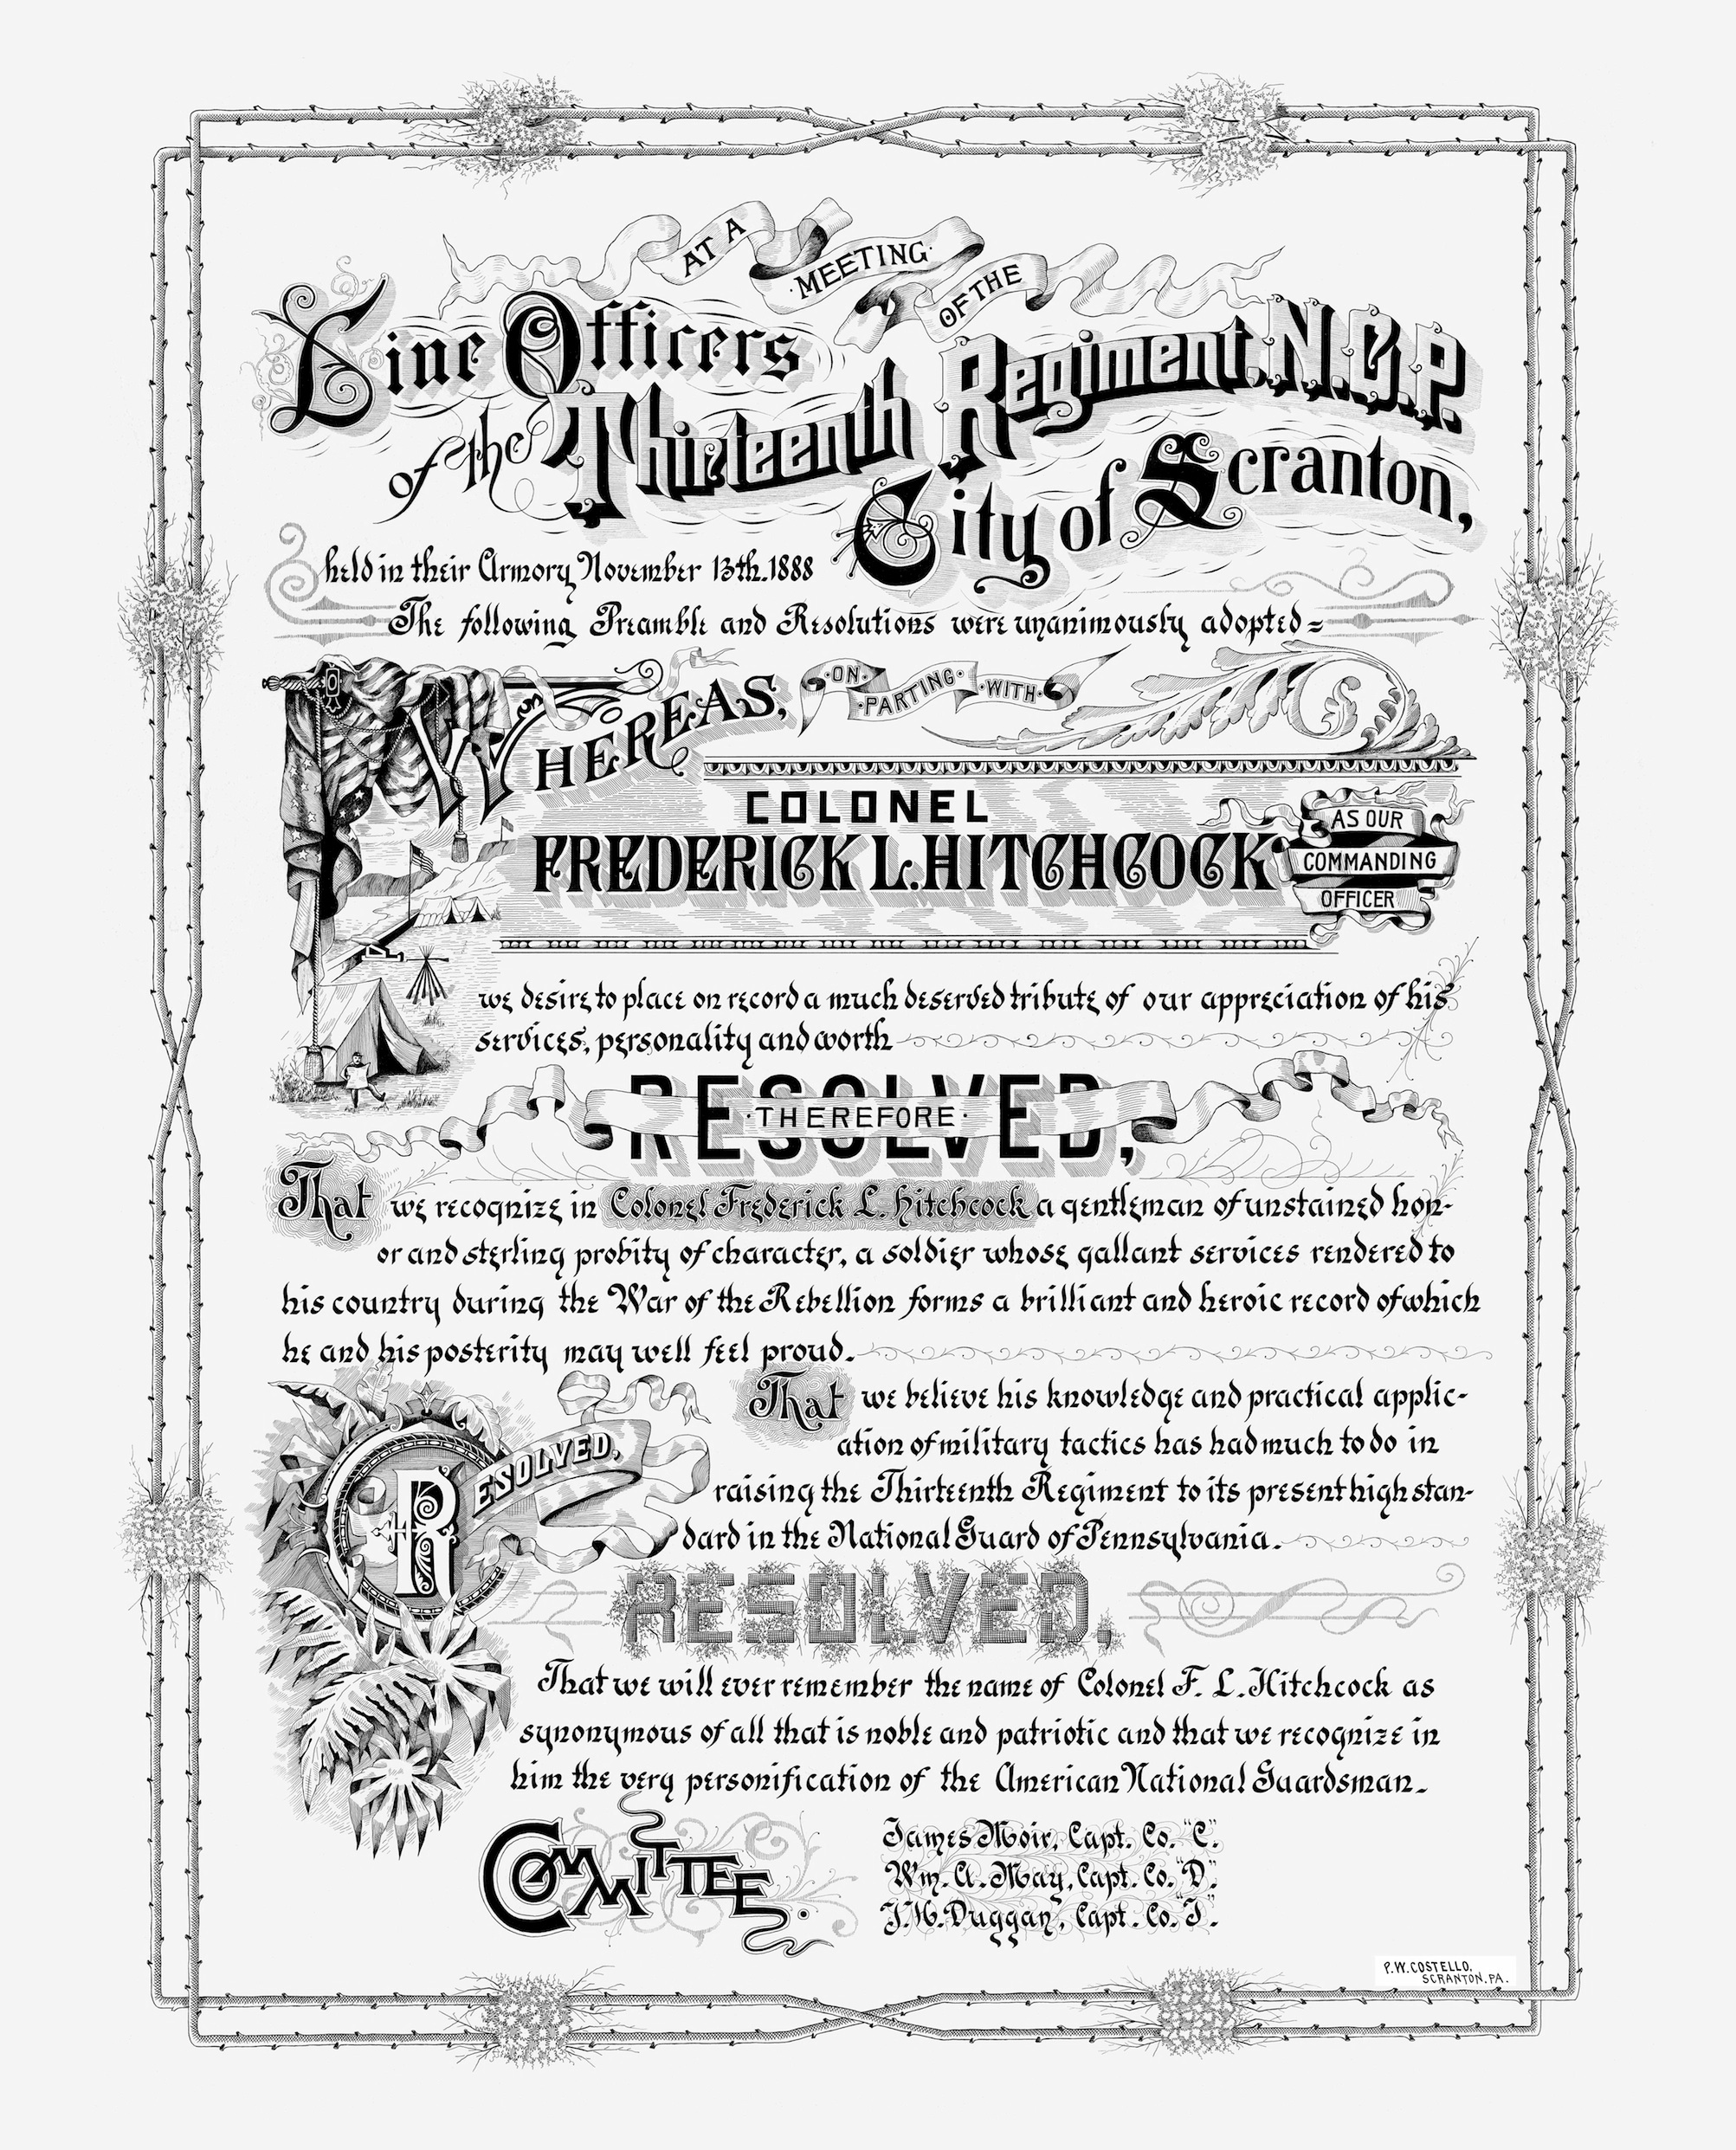 AT A
MEETING
OF THE
Line Officers
of the Thirteenth Regiment. N.G.P.
City of Scranton,
held in their Armory November 13th. 1888
The following Preamble and Resolutions were unanimously adopted=
WHEREAS,
ON
PARTING
WITH
COLONEL
FREDERICK L. HITCHCOCK
AS OUR
COMMANDING
OFFICER
we desire to place on record a much deserved tribute of our appreciation of his
services, personality and worth
THEREFORE
RESOLVED,
That we recognize in Colonel Frederick L. Hitchcock a gentleman of unstained hon-
or and sterling probity of character, a soldier whose gallant services rendered to
his country during the War of the Rebellion forms a brilliant and heroic record of which
he and his posterity may well feel proud.
RESOLVED,
That we believe his knowledge and practical applic-
ation of military tactics has had much to do in
raising the Thirteenth Regiment to its present high stan-
dard in the National Guard of Pennsylvania.
RESOLVED,
That we will ever remember the name of Colonel F. L. Hitchcock as
synonymous of all that is noble and patriotic and that we recognize in
him the very personification of the American National Guardsman.
COMMITTEE.
James Moir, Capt. Co. "C".
Wm. A. May, Capt. Co. "D".
Duggan, Capt. Co.
P.W. COSTELLO.
SCRANTON, PA.